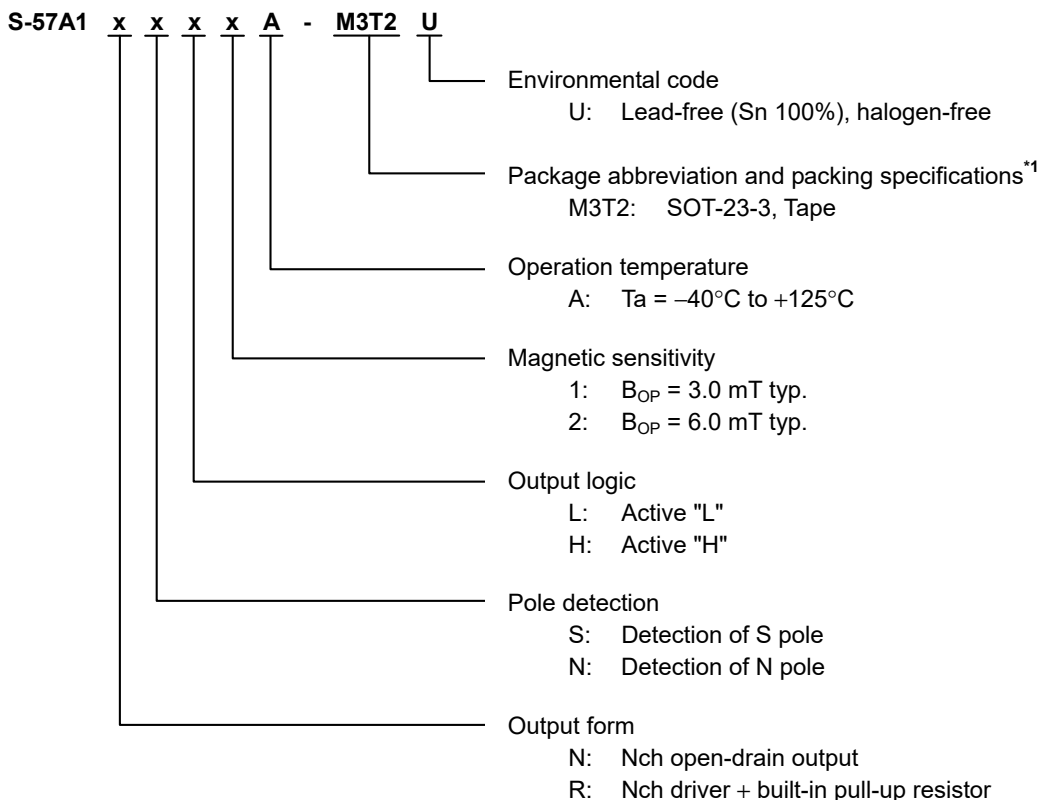 S-57A1 x x x x A - M3T2 U
Environmental code
U: Lead-free (Sn 100%), halogen-free
Package abbreviation and packing specifications*1
M3T2: SOT-23-3, Tape
Operation temperature
A: Ta = −40°C to +125°C
Magnetic sensitivity
1: BOP = 3.0 mT typ.
2: BOP = 6.0 mT typ.
Output logic
L: Active "L"
H: Active "H"
Pole detection
S: Detection of S pole
N: Detection of N pole
Output form
N: Nch open-drain output
R: Nch driver + built-in pull-up resistor